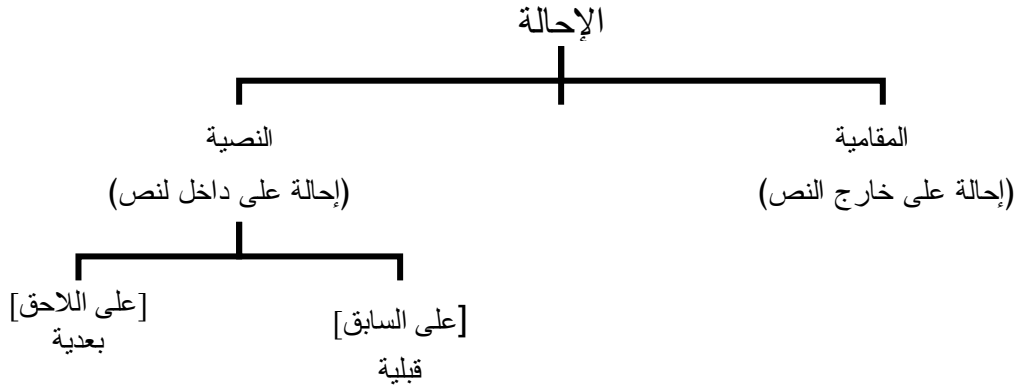 الإحالة
المقامية
(إحالة على خارج النص)
النصية
(إحالة على داخل لنص)
[على السابق]
قبلية
[على اللاحق]
بعدية